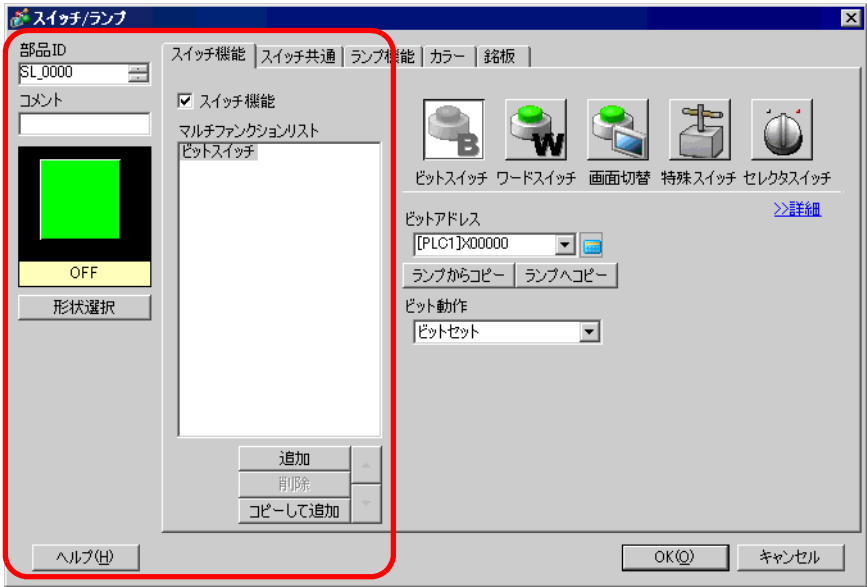 スイッチ/ランプ
部品ID
SL_0000
コメント
OFF
形状選択
スイッチ機能 スイッチ共通 ランプ機能 カラー 銘板
スイッチ機能
マルチファンクションリスト
ビットスイッチ
追加
削除
コピーして追加
B W
ビットスイッチ ワードスイッチ 画面切替 特殊スイッチ セレクタスイッチ
>>詳細
ビットアドレス
[PLC1]X00000
ランプからコピー ランプへコピー
ビット動作
ビットセット
ヘルプ(H) OK(O) キャンセル